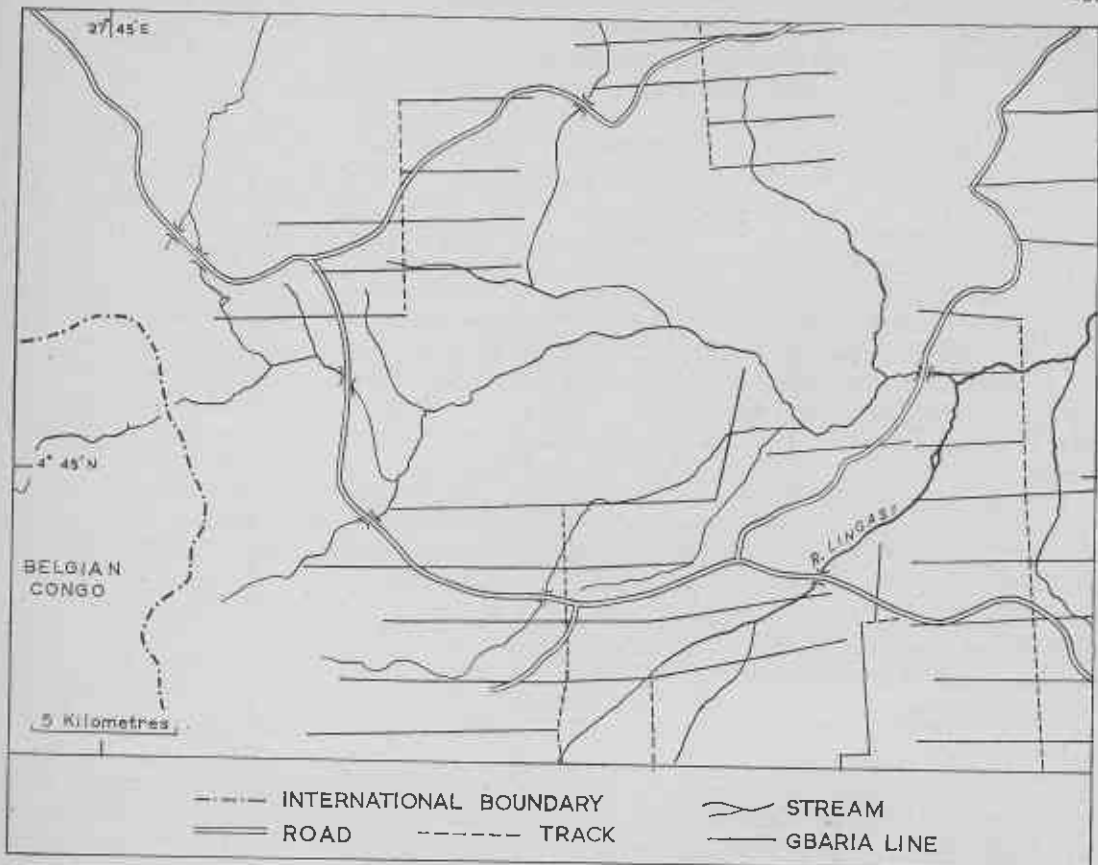 27° 45'E
4° 45'N
BELGIAN
CONGO
R. LINGASI
5 Kilometres
INTERNATIONAL BOUNDARY
STREAM
ROAD
TRACK
GBARIA LINE